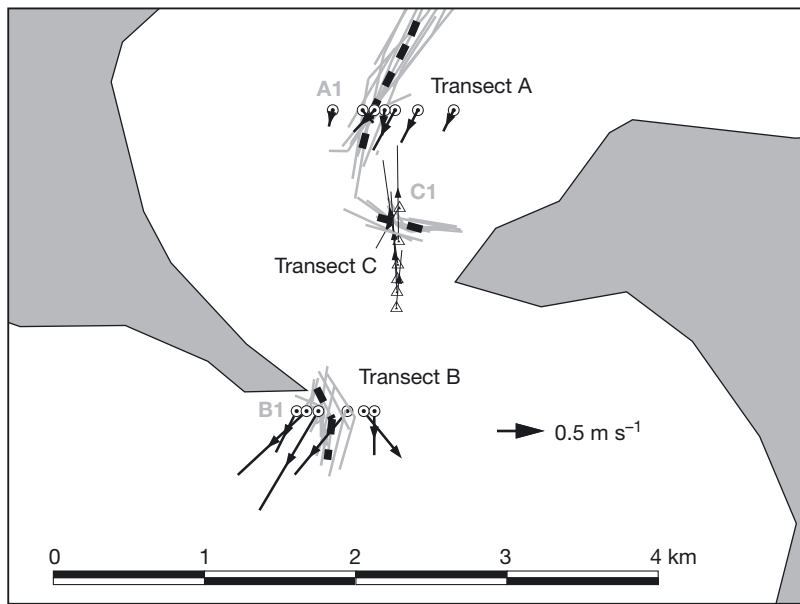 A1
Transect A
C1
Transect C
Transect B
B1
0.5 m s⁻¹
0 1 2 3 4 km